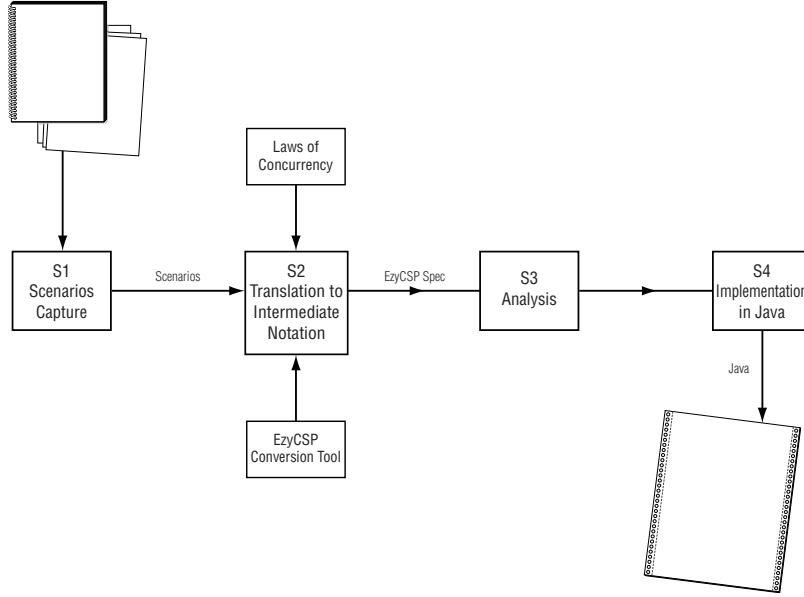 Laws of
Concurrency
S1
Scenarios
Capture
Scenarios
S2
Translation to
Intermediate
Notation
EzyCSP Spec
S3
Analysis
S4
Implementation
in Java
Java
EzyCSP
Conversion Tool